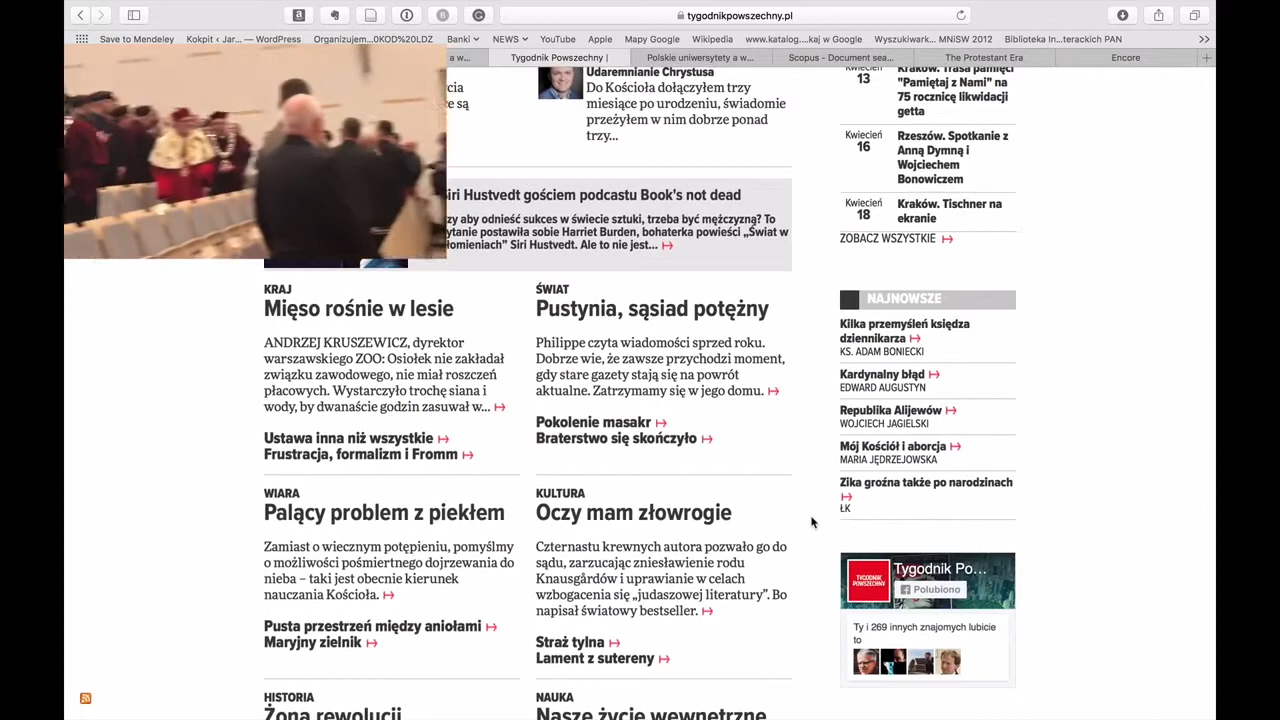 tygodnikpowszechny.pl
Save to Mendeley
Kokpit ‹ Jar... — WordPress
Organizujem...0KOD%20LDZ
Banki
NEWS
YouTube
Apple
Mapy Google
Wikipedia
www.katalog....kaj w Google
Wyszukiwark... MNiSW 2012
Biblioteka In...terackich PAN
a w...
Tygodnik Powszechny |
Polskie uniwersytety a w...
Scopus - Document sea...
The Protestant Era
Encore
Udaremnianie Chrystusa
Do Kościoła dołączyłem trzy
miesiące po urodzeniu, świadomie
przeżyłem w nim dobrze ponad
trzy...
Siri Hustvedt gościem podcastu Book's not dead
zy aby odnieść sukces w świecie sztuki, trzeba być mężczyzną? To
ytanie postawiła sobie Harriet Burden, bohaterka powieści „Świat w
łomieniach” Siri Hustvedt. Ale to nie jest...
KRAJ
Mięso rośnie w lesie
ANDRZEJ KRUSZEWICZ, dyrektor
warszawskiego ZOO: Osiołek nie zakładał
związku zawodowego, nie miał roszczeń
płacowych. Wystarczyło trochę siana i
wody, by dwanaście godzin zasuwał w...
Ustawa inna niż wszystkie
Frustracja, formalizm i Fromm
ŚWIAT
Pustynia, sąsiad potężny
Philippe czyta wiadomości sprzed roku.
Dobrze wie, że zawsze przychodzi moment,
gdy stare gazety stają się na powrót
aktualne. Zatrzymamy się w jego domu.
Pokolenie masakr
Braterstwo się skończyło
WIARA
Palący problem z piekłem
Zamiast o wiecznym potępieniu, pomyślmy
o możliwości pośmiertnego dojrzewania do
nieba – taki jest obecnie kierunek
nauczania Kościoła.
Pusta przestrzeń między aniołami
Maryjny zielnik
KULTURA
Oczy mam złowrogie
Czternastu krewnych autora pozwało go do
sądu, zarzucając zniesławienie rodu
Knausgårdów i uprawianie w celach
wzbogacenia się „judaszowej literatury”. Bo
napisał światowy bestseller.
Straż tylna
Lament z sutereny
HISTORIA
Żona rewolucji
NAUKA
Nasze życie wewnętrzne
Kwiecień
13
Kraków. Trasa pamięci
"Pamiętaj z Nami" na
75 rocznicę likwidacji
getta
Kwiecień
16
Rzeszów. Spotkanie z
Anną Dymną i
Wojciechem
Bonowiczem
Kwiecień
18
Kraków. Tischner na
ekranie
ZOBACZ WSZYSTKIE
NAJNOWSZE
Kilka przemyśleń księdza
dziennikarza
KS. ADAM BONIECKI
Kardynalny błąd
EDWARD AUGUSTYN
Republika Alijewów
WOJCIECH JAGIELSKI
Mój Kościół i aborcja
MARIA JĘDRZEJOWSKA
Zika groźna także po narodzinach
ŁK
TYGODNIK
POWSZECHNY
Tygodnik Po...
Polubiono
Ty i 269 innych znajomych lubicie
to